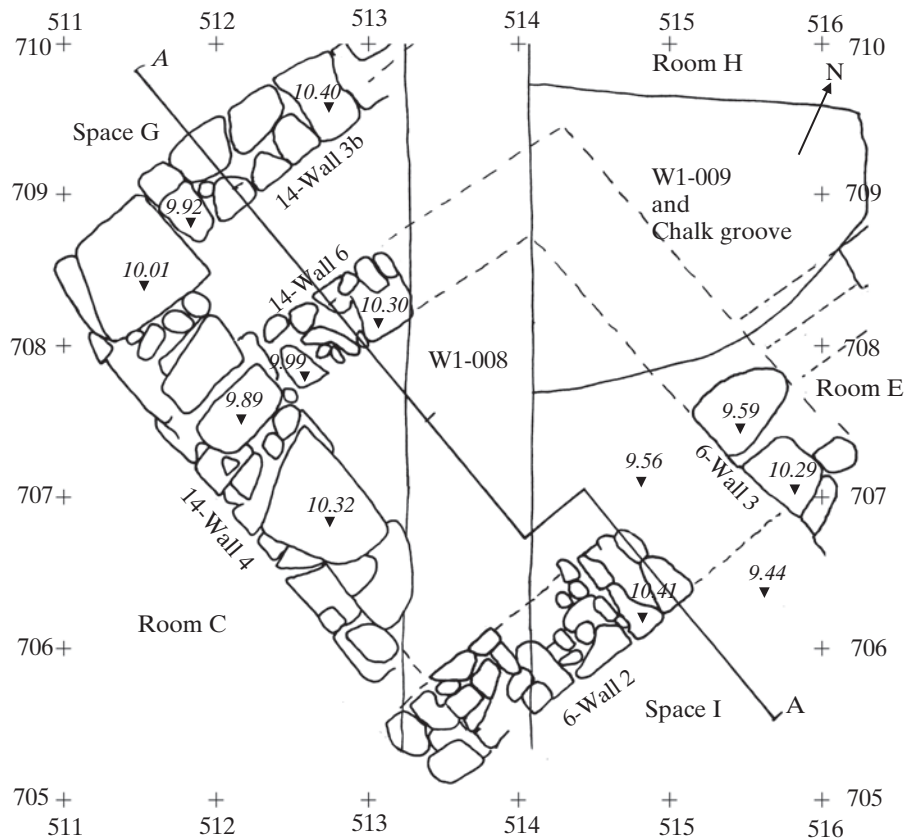 511
512
513
514
515
516
710
710
A
N
Room H
10.40
Space G
14-Wall 3b
W1-009
and
Chalk groove
709
709
9.92
10.01
14-Wall 6
10.30
708
708
W1-008
9.99
9.89
Room E
9.59
6-Wall 3
9.56
10.29
707
707
14-Wall 4
10.32
10.41
9.44
Room C
706
706
6-Wall 2
Space I
A
705
705
511
512
513
514
515
516